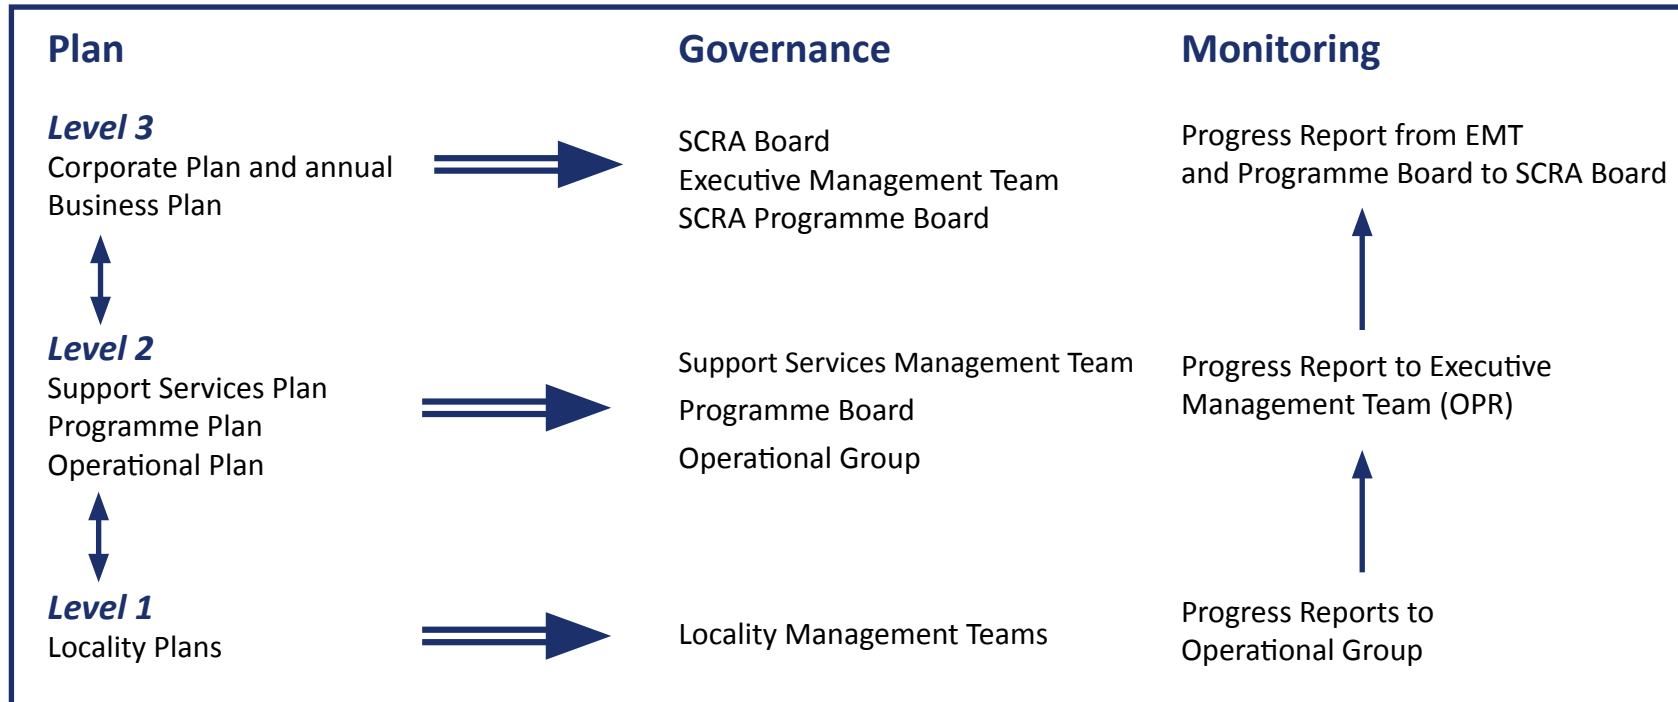 Plan
Governance
Monitoring
Level 3
Corporate Plan and annual
Business Plan
SCRA Board
Executive Management Team
SCRA Programme Board
Progress Report from EMT
and Programme Board to SCRA Board
Level 2
Support Services Plan
Programme Plan
Operational Plan
Support Services Management Team
Programme Board
Operational Group
Progress Report to Executive
Management Team (OPR)
Level 1
Locality Plans
Locality Management Teams
Progress Reports to
Operational Group